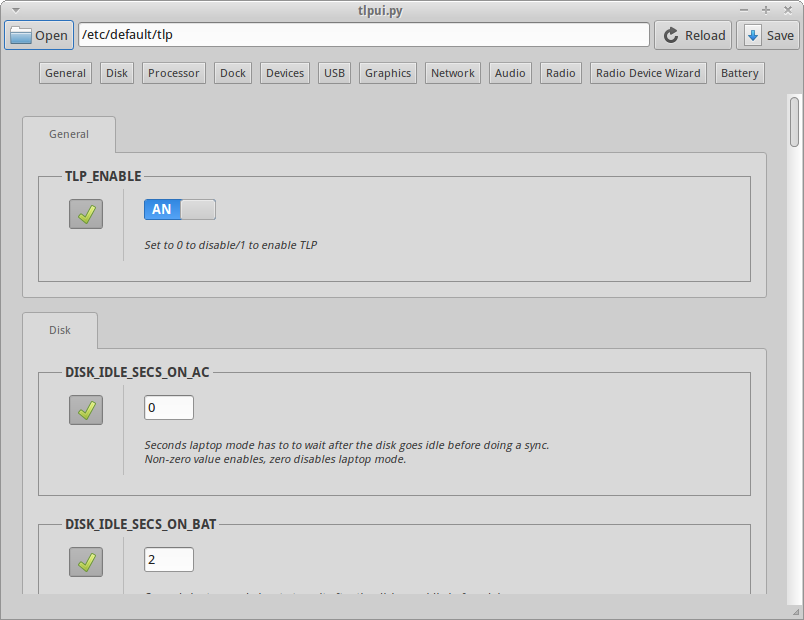 tlpui.py
Open
/etc/default/tlp
Reload
Save
General
Disk
Processor
Dock
Devices
USB
Graphics
Network
Audio
Radio
Radio Device Wizard
Battery
General
TLP_ENABLE
AN
Set to 0 to disable/1 to enable TLP
Disk
DISK_IDLE_SECS_ON_AC
0
Seconds laptop mode has to to wait after the disk goes idle before doing a sync.
Non-zero value enables, zero disables laptop mode.
DISK_IDLE_SECS_ON_BAT
2